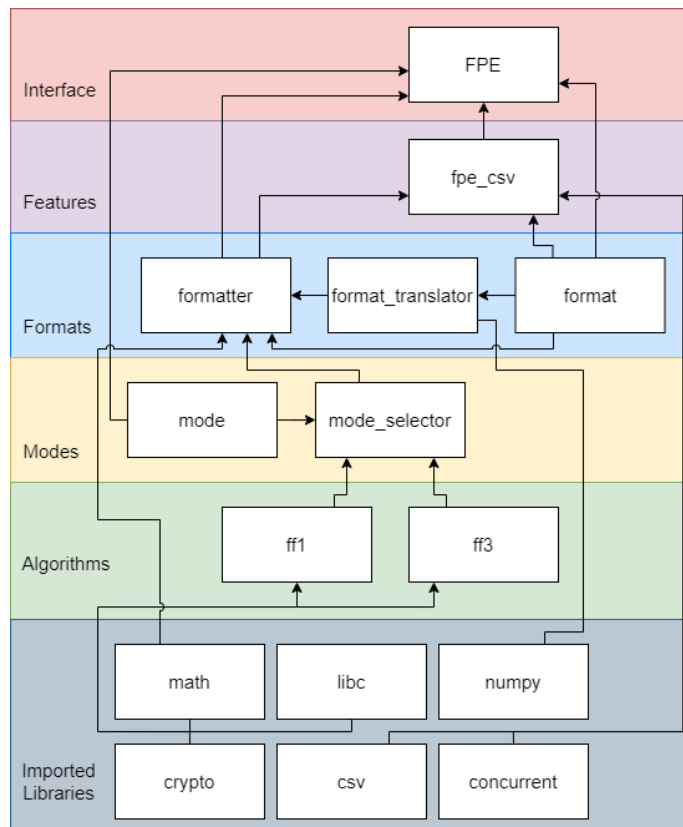 FPE
Interface
fpe_csv
Features
formatter
format_translator
format
Formats
mode
mode_selector
Modes
ff1
ff3
Algorithms
math
libc
numpy
Imported
Libraries
crypto
csv
concurrent